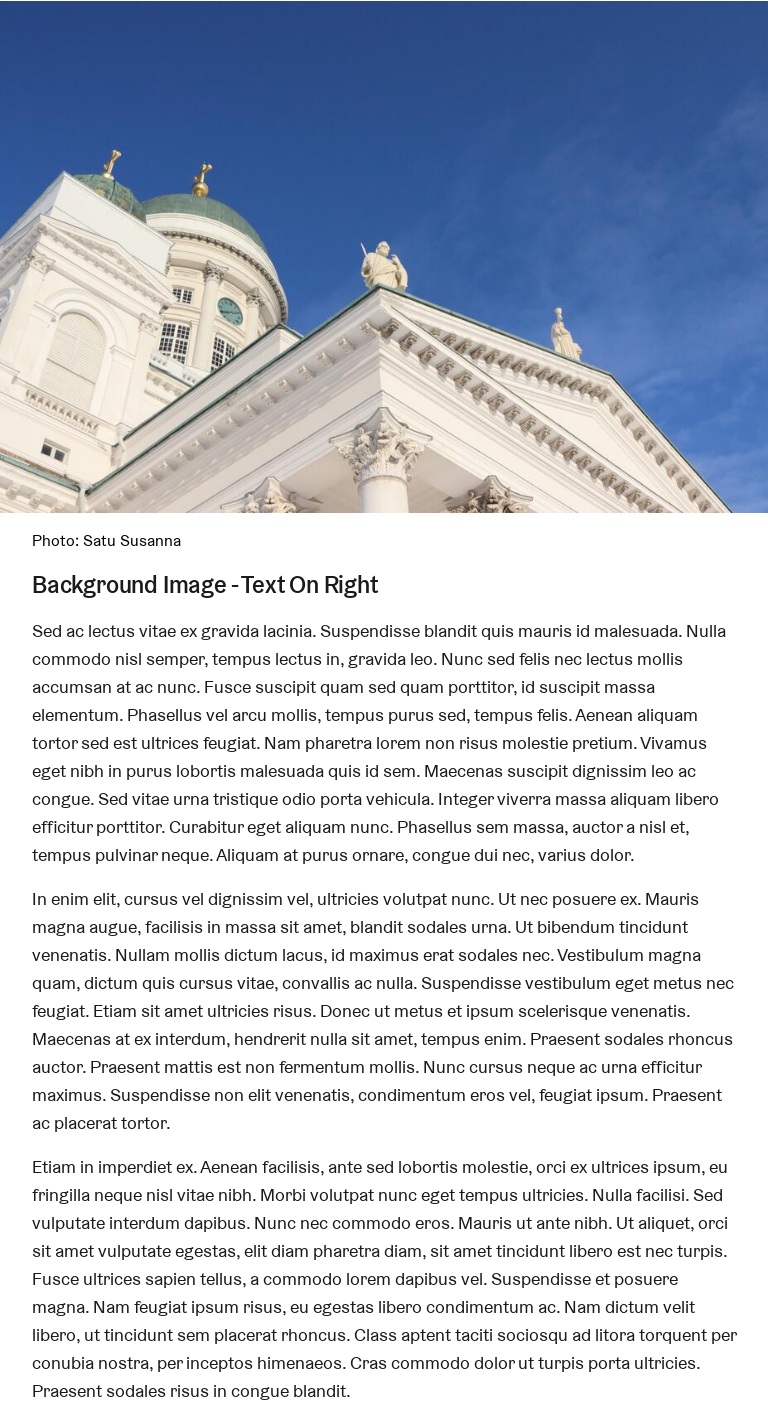 Photo: Satu Susanna
Background Image - Text On Right
Sed ac lectus vitae ex gravida lacinia. Suspendisse blandit quis mauris id malesuada. Nulla
commodo nisl semper, tempus lectus in, gravida leo. Nunc sed felis nec lectus mollis
accumsan at ac nunc. Fusce suscipit quam sed quam porttitor, id suscipit massa
elementum. Phasellus vel arcu mollis, tempus purus sed, tempus felis. Aenean aliquam
tortor sed est ultrices feugiat. Nam pharetra lorem non risus molestie pretium. Vivamus
eget nibh in purus lobortis malesuada quis id sem. Maecenas suscipit dignissim leo ac
congue. Sed vitae urna tristique odio porta vehicula. Integer viverra massa aliquam libero
efficitur porttitor. Curabitur eget aliquam nunc. Phasellus sem massa, auctor a nisl et,
tempus pulvinar neque. Aliquam at purus ornare, congue dui nec, varius dolor.
In enim elit, cursus vel dignissim vel, ultricies volutpat nunc. Ut nec posuere ex. Mauris
magna augue, facilisis in massa sit amet, blandit sodales urna. Ut bibendum tincidunt
venenatis. Nullam mollis dictum lacus, id maximus erat sodales nec. Vestibulum magna
quam, dictum quis cursus vitae, convallis ac nulla. Suspendisse vestibulum eget metus nec
feugiat. Etiam sit amet ultricies risus. Donec ut metus et ipsum scelerisque venenatis.
Maecenas at ex interdum, hendrerit nulla sit amet, tempus enim. Praesent sodales rhoncus
auctor. Praesent mattis est non fermentum mollis. Nunc cursus neque ac urna efficitur
maximus. Suspendisse non elit venenatis, condimentum eros vel, feugiat ipsum. Praesent
ac placerat tortor.
Etiam in imperdiet ex. Aenean facilisis, ante sed lobortis molestie, orci ex ultrices ipsum, eu
fringilla neque nisl vitae nibh. Morbi volutpat nunc eget tempus ultricies. Nulla facilisi. Sed
vulputate interdum dapibus. Nunc nec commodo eros. Mauris ut ante nibh. Ut aliquet, orci
sit amet vulputate egestas, elit diam pharetra diam, sit amet tincidunt libero est nec turpis.
Fusce ultrices sapien tellus, a commodo lorem dapibus vel. Suspendisse et posuere
magna. Nam feugiat ipsum risus, eu egestas libero condimentum ac. Nam dictum velit
libero, ut tincidunt sem placerat rhoncus. Class aptent taciti sociosqu ad litora torquent per
conubia nostra, per inceptos himenaeos. Cras commodo dolor ut turpis porta ultricies.
Praesent sodales risus in congue blandit.